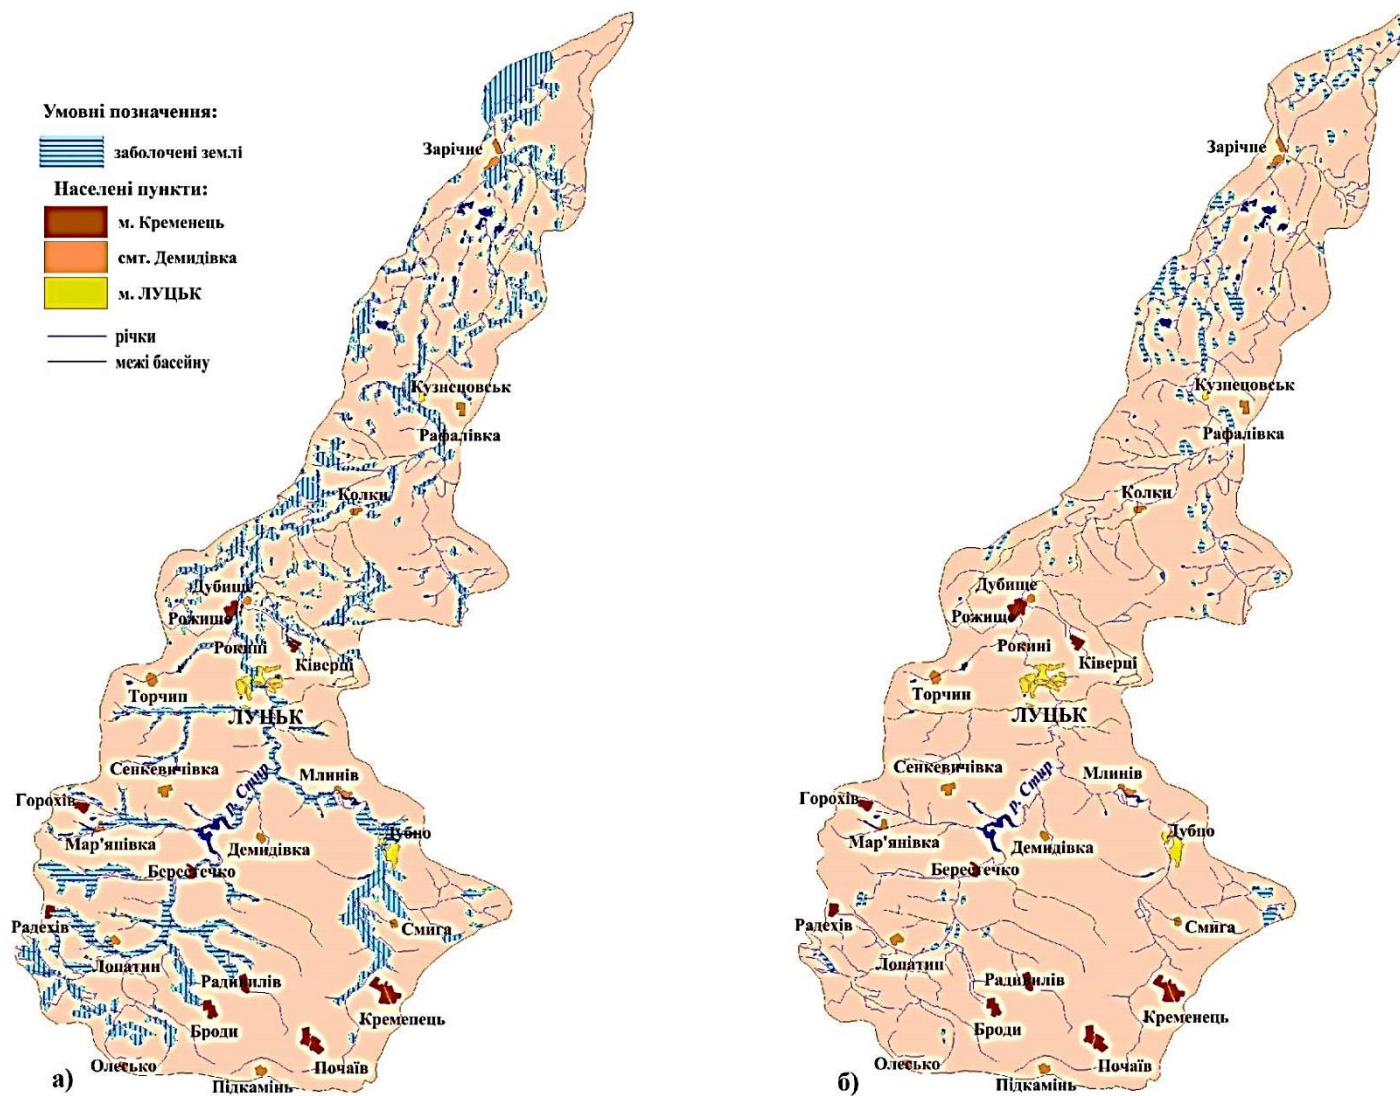 Умовні позначення:
заболочені землі
Населені пункти:
м. Кременець
смт. Демидівка
м. ЛУЦЬК
річки
межі басейну
Зарічне
Кузнєцовськ
Рафалівка
Колки
Дубище
Рожище
Рокині
Ківерці
Торчин
ЛУЦЬК
Сенкевичівка
р. Стир
Млинів
Горохів
Мар'янівка
Демидівка
Дубно
Берестечко
Радехів
Смига
Лопатин
Радивилів
Броди
Кременець
Олесько
Почаїв
Підкамінь
а)
Зарічне
Кузнецовськ
Рафалівка
Колки
Дубище
Рожище
Рокині
Ківерці
Торчин
ЛУЦЬК
Сенкевичівка
р. Стир
Млинів
Горохів
Мар'янівка
Демидівка
Дубно
Берестечко
Радехів
Смига
Лопатин
Радивилів
Броди
Кременець
Олесько
Почаїв
Підкамінь
б)